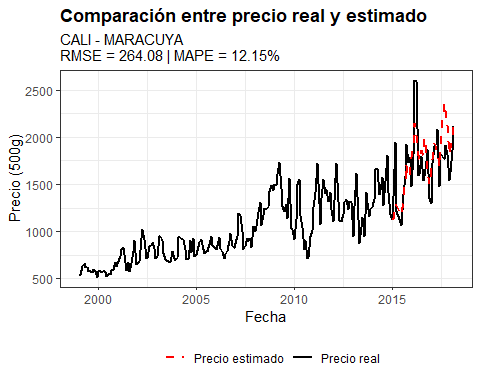 Comparación entre precio real y estimado
CALI - MARACUYA
RMSE = 264.08 | MAPE = 12.15%
Precio (500g)
2500
2000
1500
1000
500
2000
2005
2010
2015
Fecha
Precio estimado
Precio real